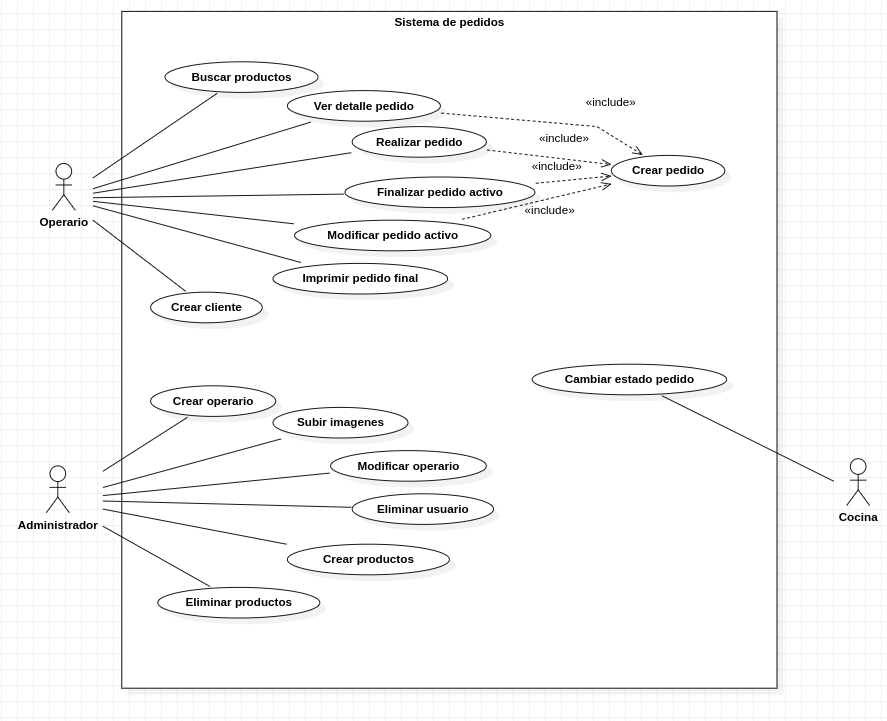 Sistema de pedidos
Buscar productos
Ver detalle pedido
«include»
Realizar pedido
«include»
«include»
Crear pedido
Finalizar pedido activo
«include»
Operario
Modificar pedido activo
Imprimir pedido final
Crear cliente
Cambiar estado pedido
Crear operario
Subir imagenes
Modificar operario
Eliminar usuario
Administrador
Cocina
Crear productos
Eliminar productos